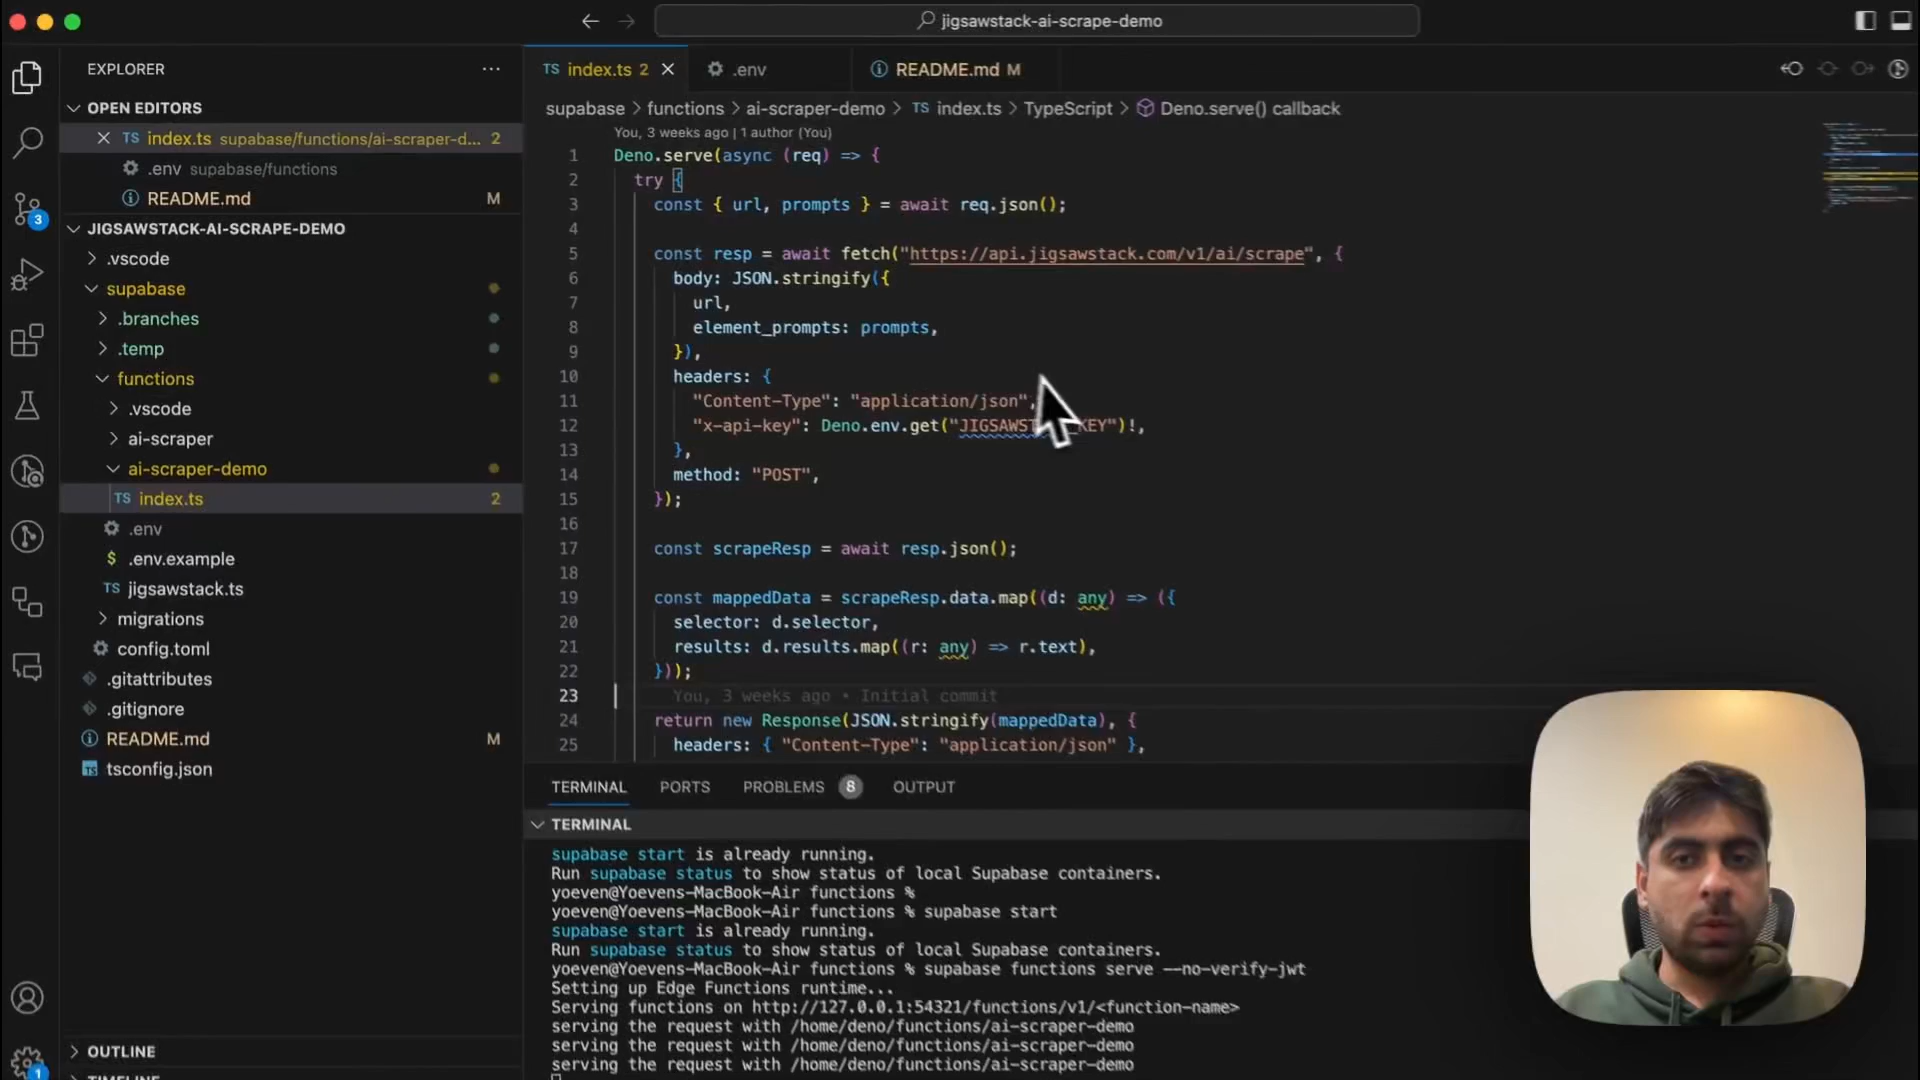 jigsawstack-ai-scrape-demo
EXPLORER
OPEN EDITORS
TS index.ts supabase/functions/ai-scraper-d... 2
.env supabase/functions
README.md M
JIGSAWSTACK-AI-SCRAPE-DEMO
.vscode
supabase
.branches
.temp
functions
.vscode
ai-scraper
ai-scraper-demo
TS index.ts 2
.env
$ .env.example
TS jigsawstack.ts
migrations
config.toml
.gitattributes
.gitignore
README.md M
TS tsconfig.json
OUTLINE
3
1
TS index.ts 2
.env
README.md M
supabase > functions > ai-scraper-demo > TS index.ts > TypeScript > Deno.serve() callback
You, 3 weeks ago | 1 author (You)
1 Deno.serve(async (req) => {
2 try {
3 const { url, prompts } = await req.json();
4
5 const resp = await fetch("https://api.jigsawstack.com/v1/ai/scrape", {
6 body: JSON.stringify({
7 url,
8 element_prompts: prompts,
9 }),
10 headers: {
11 "Content-Type": "application/json",
12 "x-api-key": Deno.env.get("JIGSAWST _KEY")!,
13 },
14 method: "POST",
15 });
16
17 const scrapeResp = await resp.json();
18
19 const mappedData = scrapeResp.data.map((d: any) => ({
20 selector: d.selector,
21 results: d.results.map((r: any) => r.text),
22 }));
23 You, 3 weeks ago • Initial commit
24 return new Response(JSON.stringify(mappedData), {
25 headers: { "Content-Type": "application/json" },
TERMINAL PORTS PROBLEMS 8 OUTPUT
TERMINAL
supabase start is already running.
Run supabase status to show status of local Supabase containers.
yoeven@Yoevens-MacBook-Air functions %
yoeven@Yoevens-MacBook-Air functions % supabase start
supabase start is already running.
Run supabase status to show status of local Supabase containers.
yoeven@Yoevens-MacBook-Air functions % supabase functions serve --no-verify-jwt
Setting up Edge Functions runtime...
Serving functions on http://127.0.0.1:54321/functions/v1/<function-name>
serving the request with /home/deno/functions/ai-scraper-demo
serving the request with /home/deno/functions/ai-scraper-demo
serving the request with /home/deno/functions/ai-scraper-demo